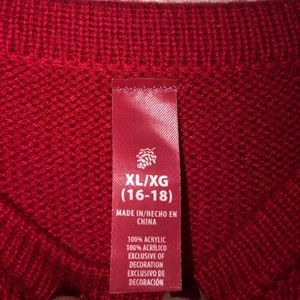 XL/XG
(16-18)
MADE IN/HECHO EN
CHINA
100% ACRYLIC
100% ACRÍLICO
EXCLUSIVE OF
DECORATION
EXCLUSIVO DE
DECORACIÓN